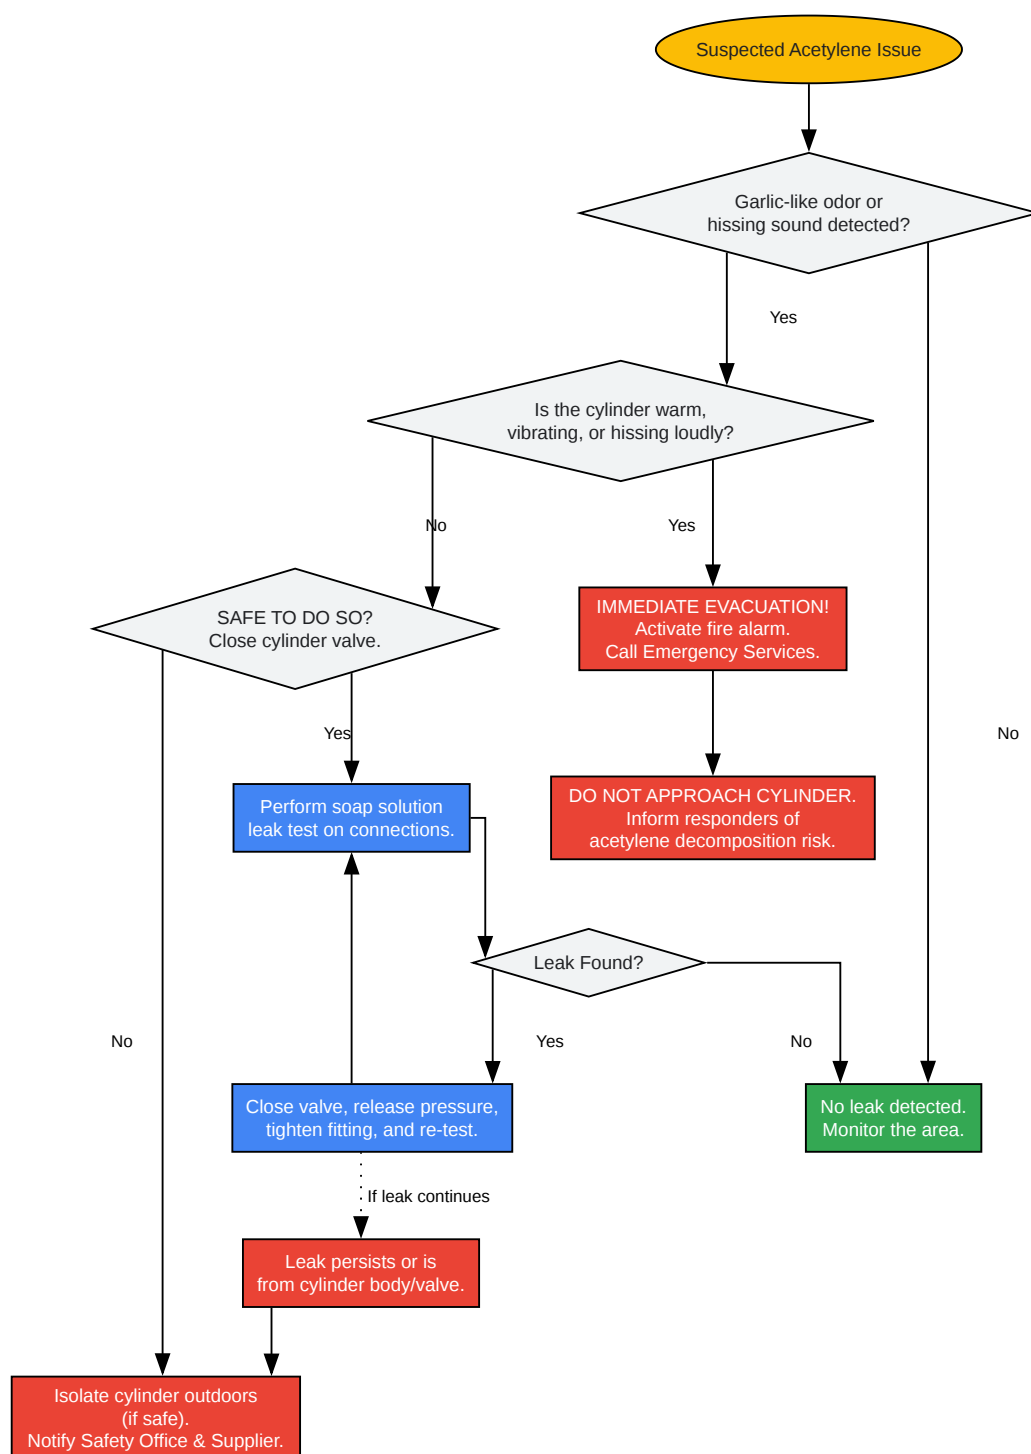 Suspected Acetylene Issue
Garlic-like odor or
hissing sound detected?
Yes
Is the cylinder warm,
vibrating, or hissing loudly?
No
Yes
SAFE TO DO SO?
Close cylinder valve.
IMMEDIATE EVACUATION!
Activate fire alarm.
Call Emergency Services.
Yes
No
Perform soap solution
leak test on connections.
DO NOT APPROACH CYLINDER.
Inform responders of
acetylene decomposition risk.
Leak Found?
No
Yes
No
Close valve, release pressure,
tighten fitting, and re-test.
No leak detected.
Monitor the area.
If leak continues
Leak persists or is
from cylinder body/valve.
Isolate cylinder outdoors
(if safe).
Notify Safety Office & Supplier.